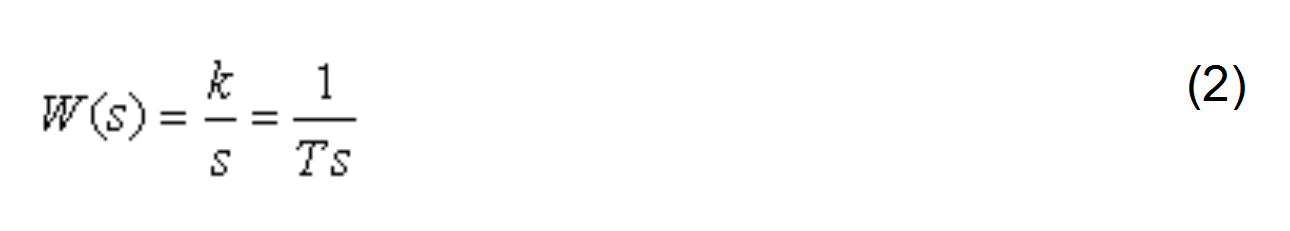 W(s) = k/s = 1/Ts (2)